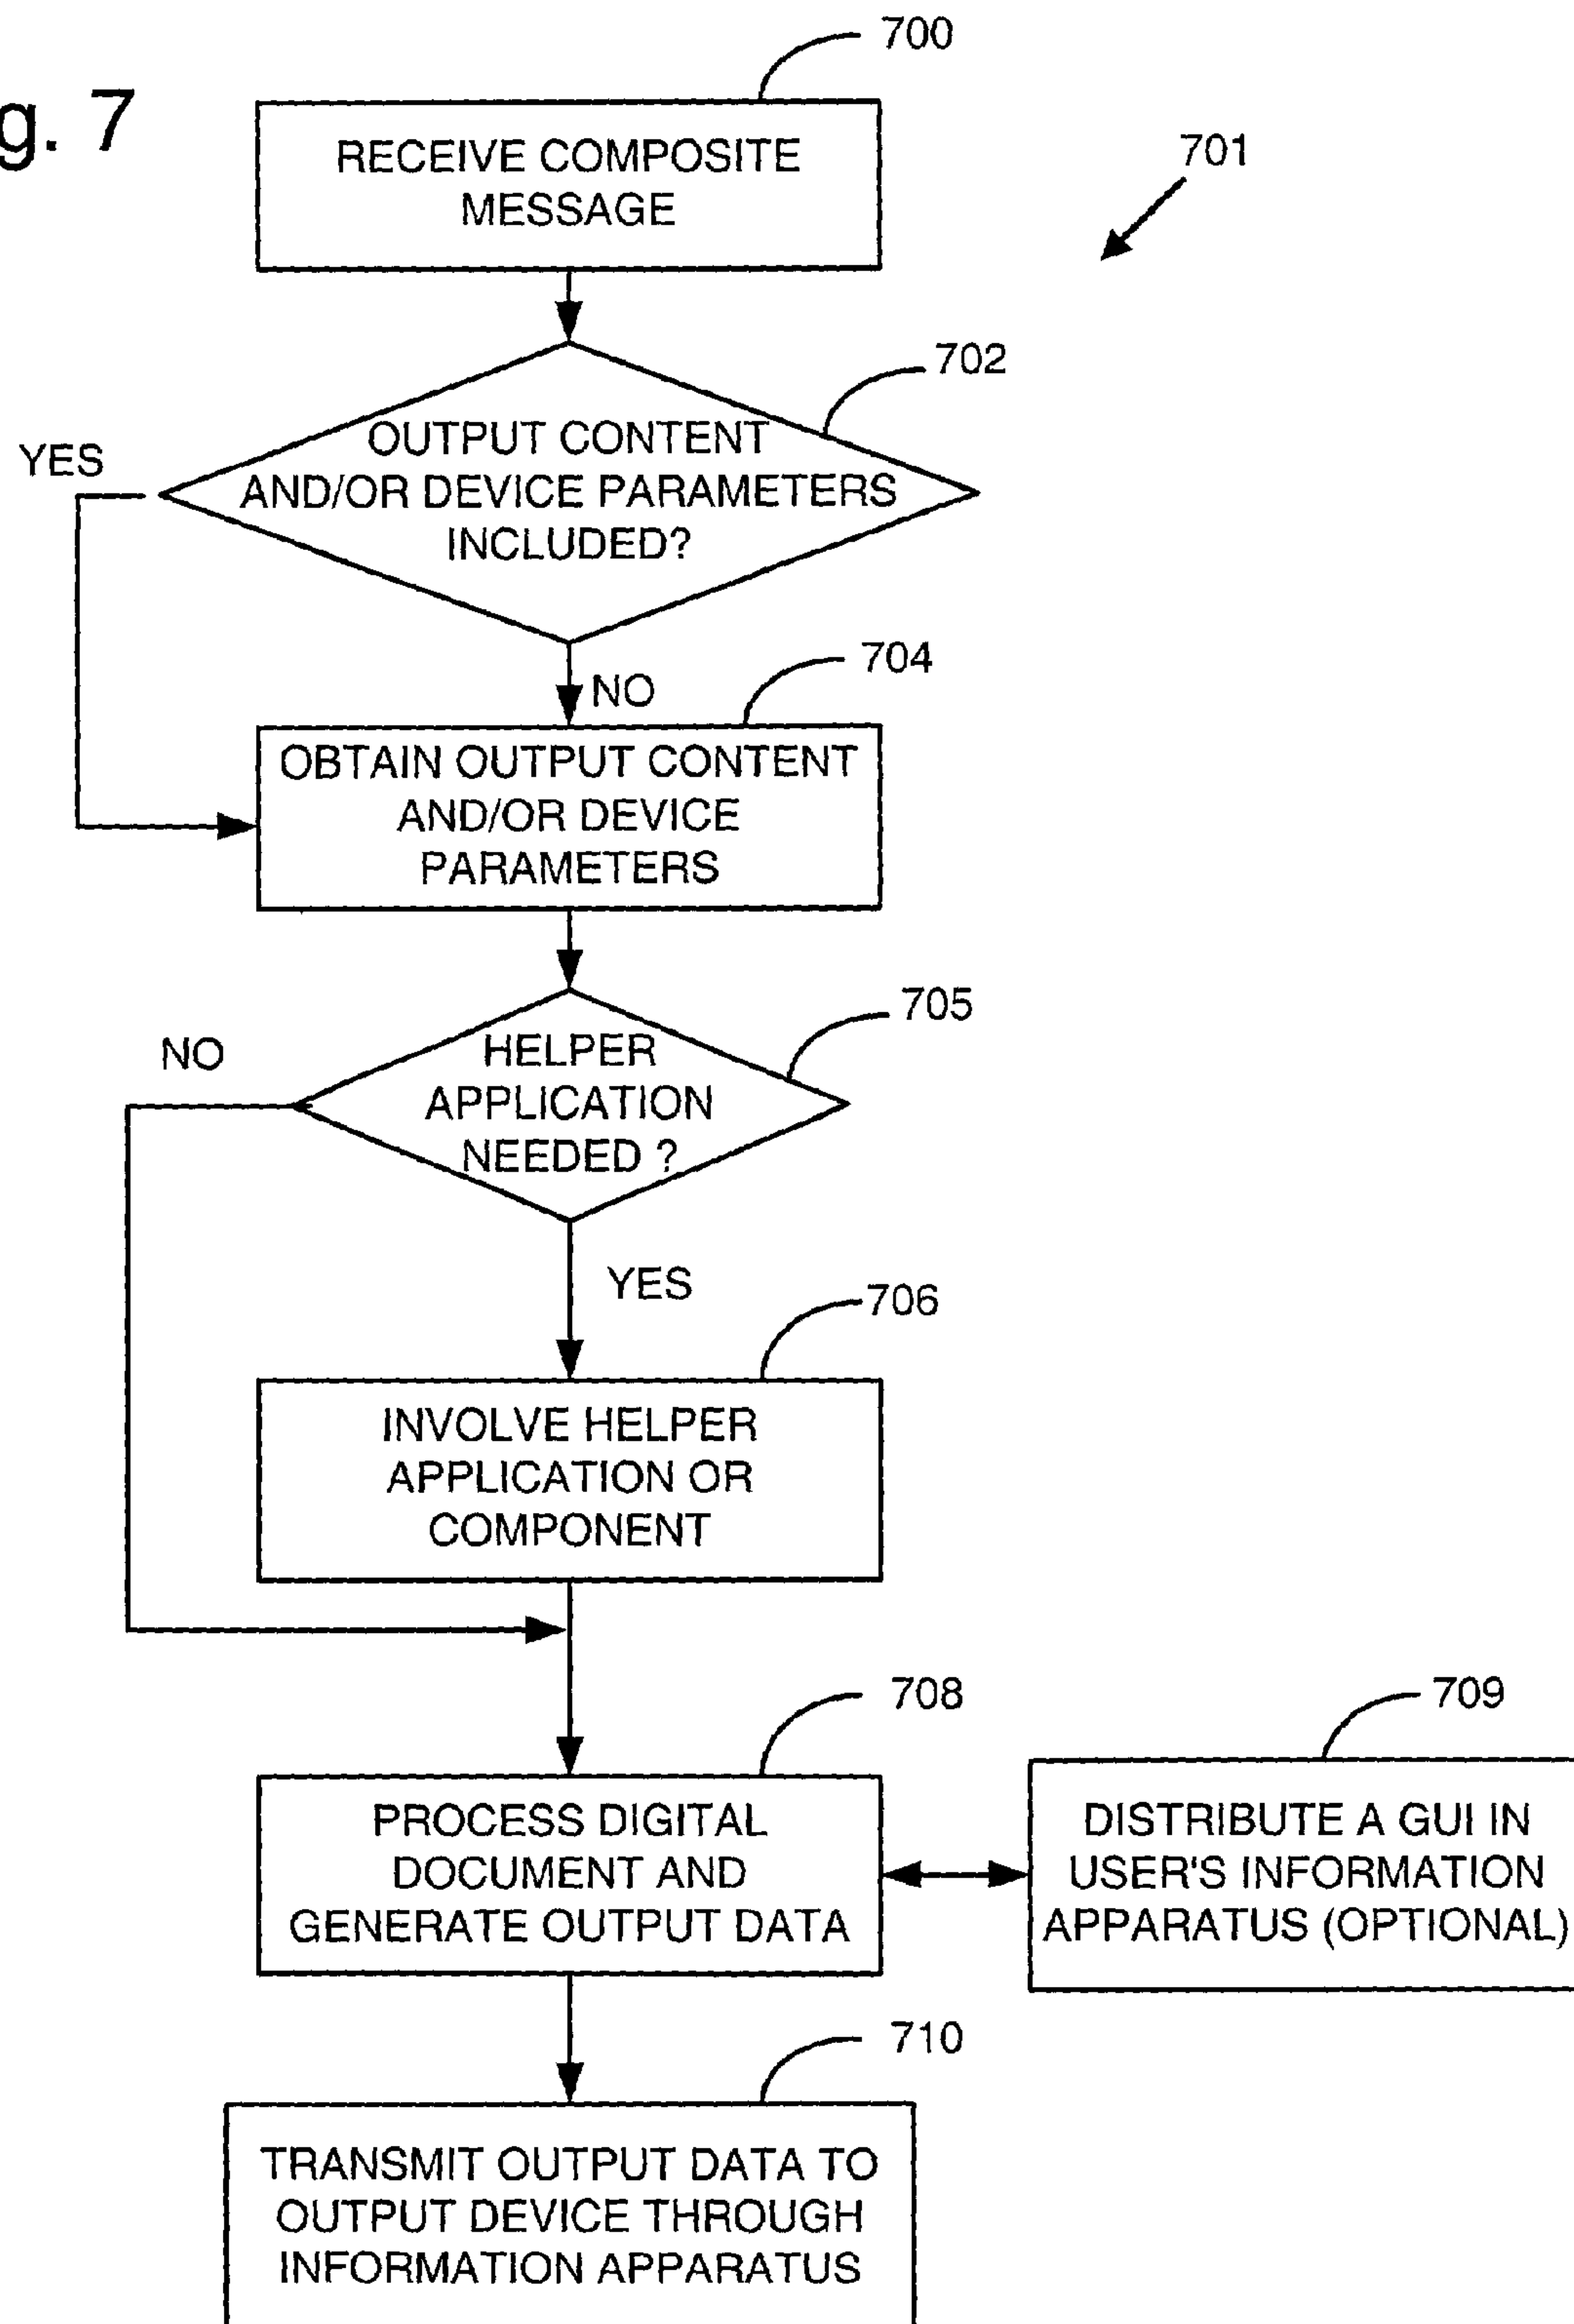 700
g. 7
RECEIVE COMPOSITE
MESSAGE
701
702
YES
OUTPUT CONTENT
AND/OR DEVICE PARAMETERS
INCLUDED?
704
NO
OBTAIN OUTPUT CONTENT
AND/OR DEVICE
PARAMETERS
705
NO
HELPER
APPLICATION
NEEDED ?
YES
706
INVOLVE HELPER
APPLICATION OR
COMPONENT
708
709
PROCESS DIGITAL
DOCUMENT AND
GENERATE OUTPUT DATA
DISTRIBUTE A GUI IN
USER'S INFORMATION
APPARATUS (OPTIONAL)
710
TRANSMIT OUTPUT DATA TO
OUTPUT DEVICE THROUGH
INFORMATION APPARATUS